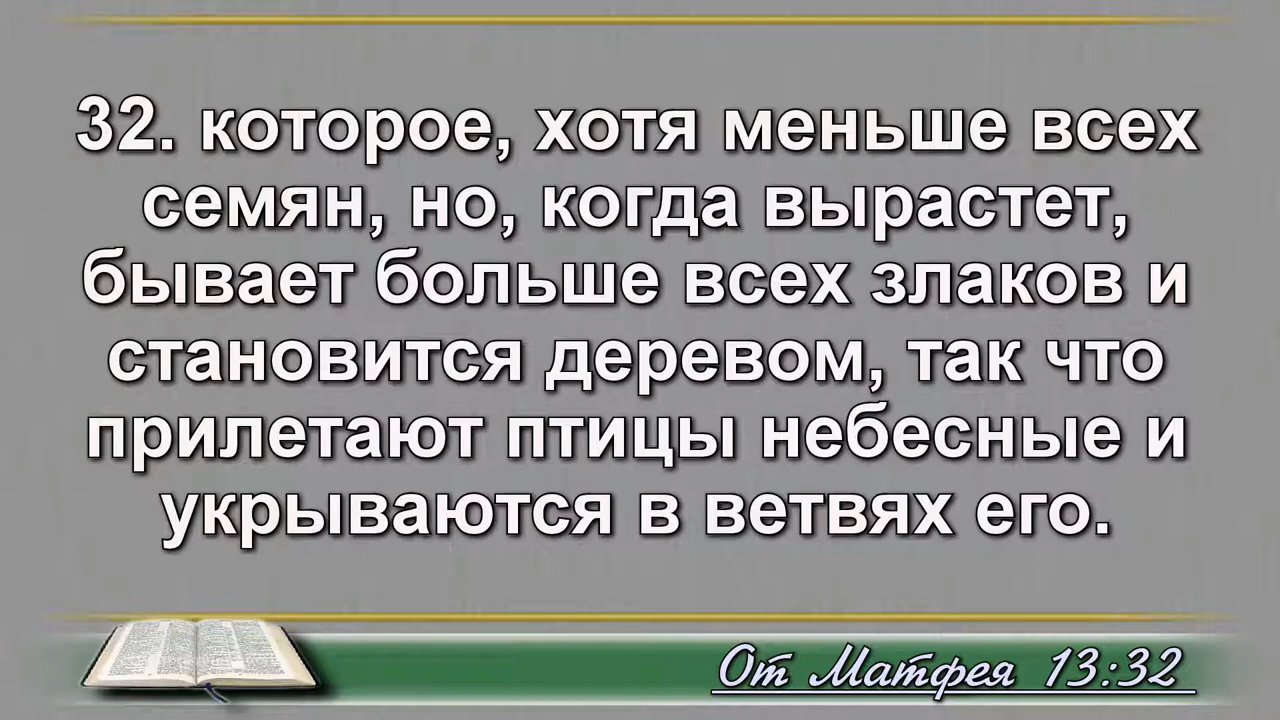 32. которое, хотя меньше всех
семян, но, когда вырастет,
бывает больше всех злаков и
становится деревом, так что
прилетают птицы небесные и
укрываются в ветвях его.
От Матфея 13:32